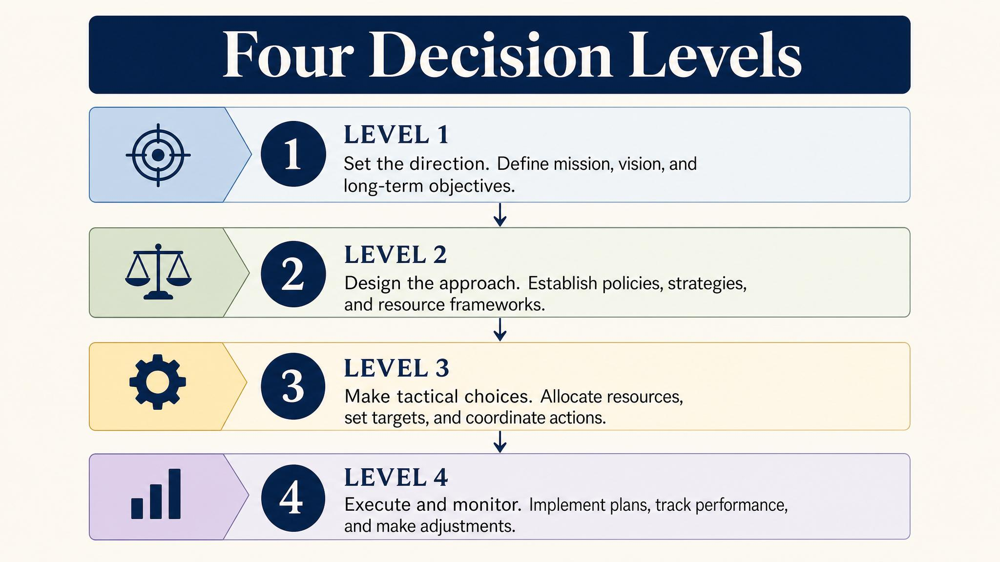 Four Decision Levels
1
LEVEL 1
Set the direction. Define mission, vision, and
long-term objectives.
2
LEVEL 2
Design the approach. Establish policies, strategies,
and resource frameworks.
3
LEVEL 3
Make tactical choices. Allocate resources,
set targets, and coordinate actions.
4
LEVEL 4
Execute and monitor. Implement plans, track performance,
and make adjustments.